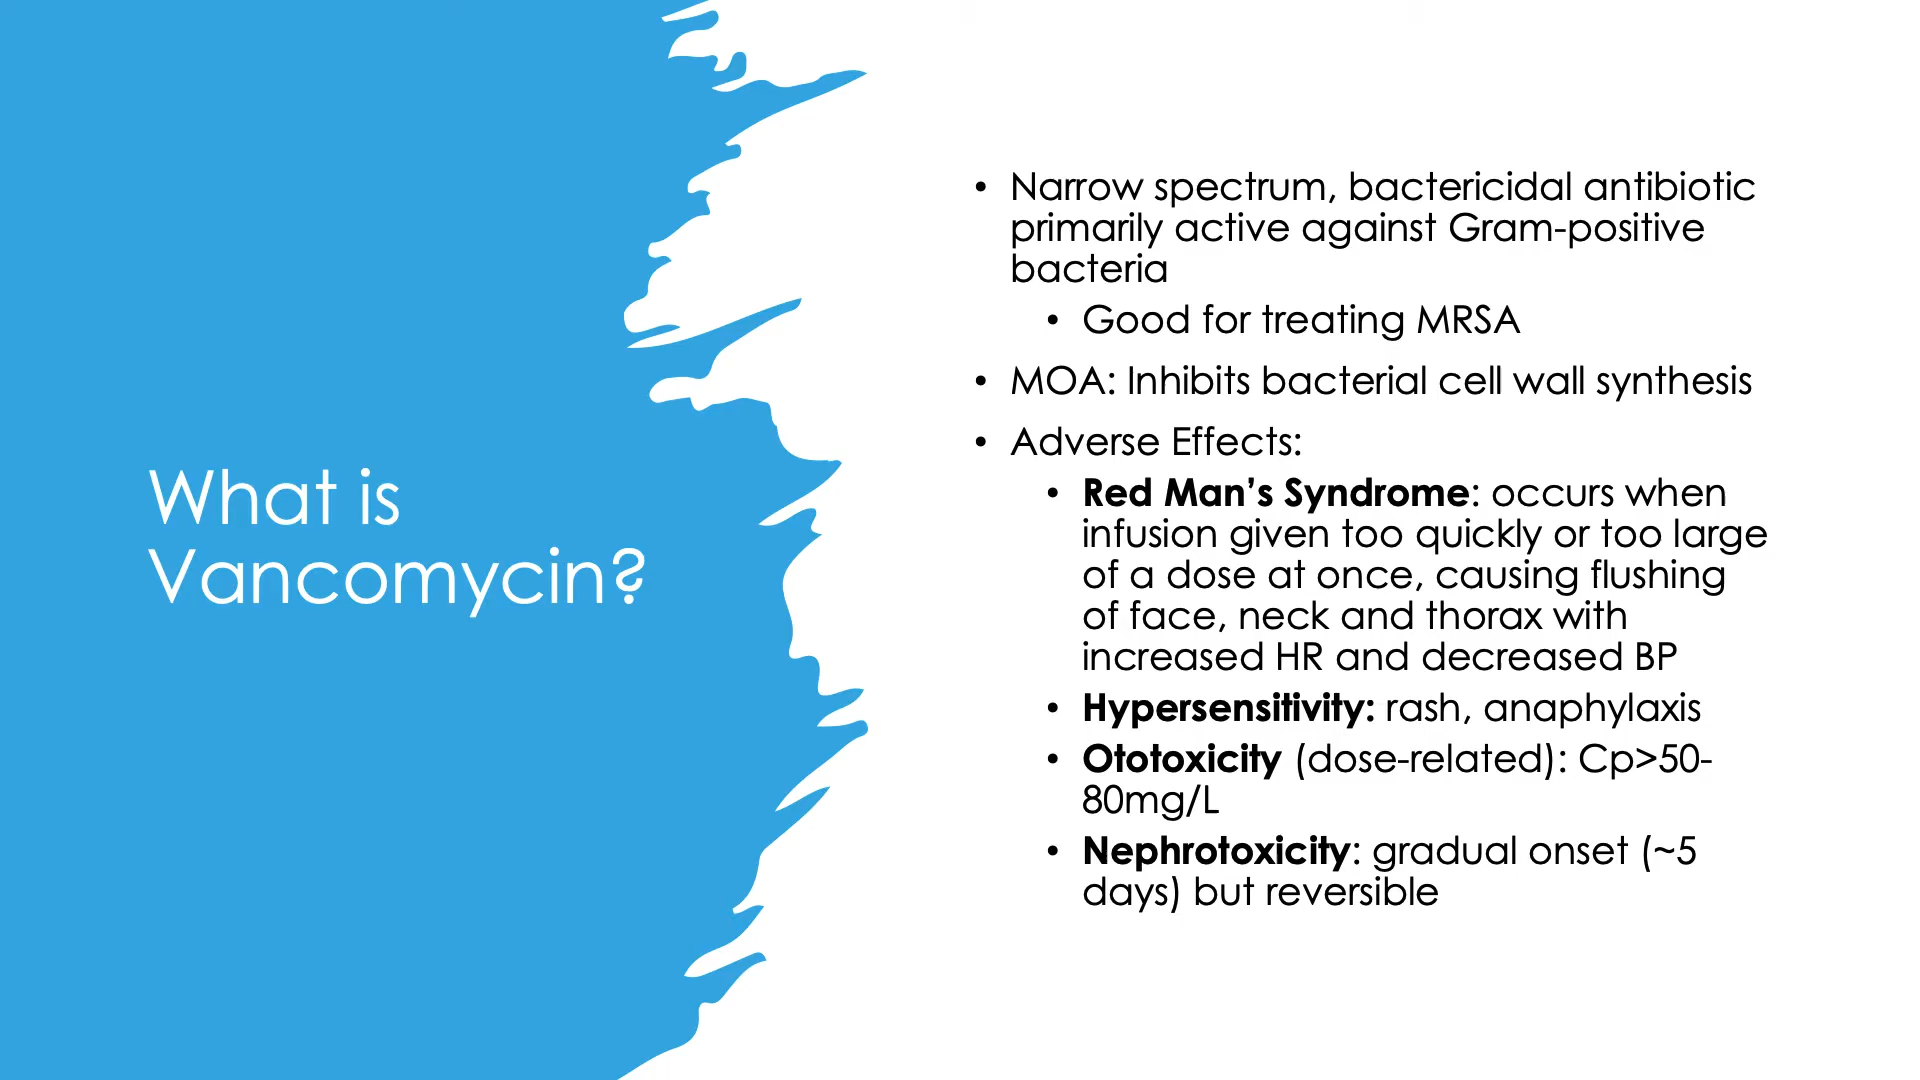 What is
Vancomycin?
• Narrow spectrum, bactericidal antibiotic
primarily active against Gram-positive
bacteria
• Good for treating MRSA
• MOA: Inhibits bacterial cell wall synthesis
• Adverse Effects:
• Red Man’s Syndrome: occurs when
infusion given too quickly or too large
of a dose at once, causing flushing
of face, neck and thorax with
increased HR and decreased BP
• Hypersensitivity: rash, anaphylaxis
• Ototoxicity (dose-related): Cp>50-
80mg/L
• Nephrotoxicity: gradual onset (~5
days) but reversible